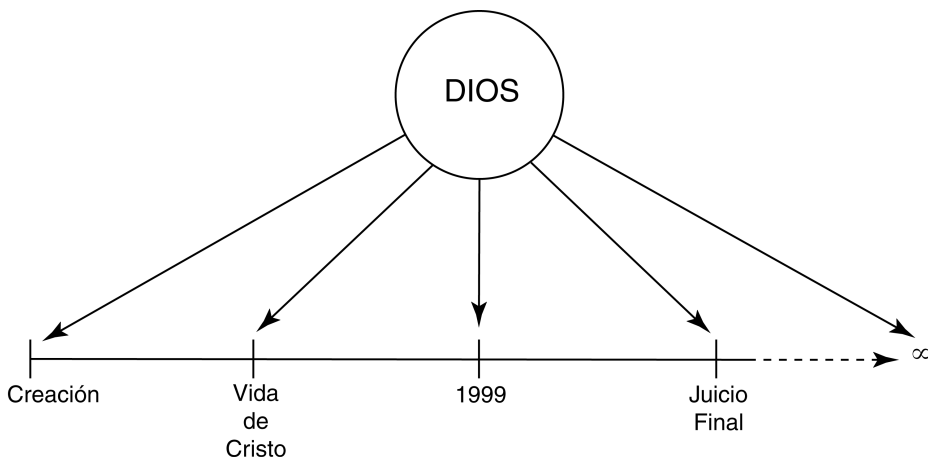 DIOS
∞
Creación
Vida
de
Cristo
1999
Juicio
Final